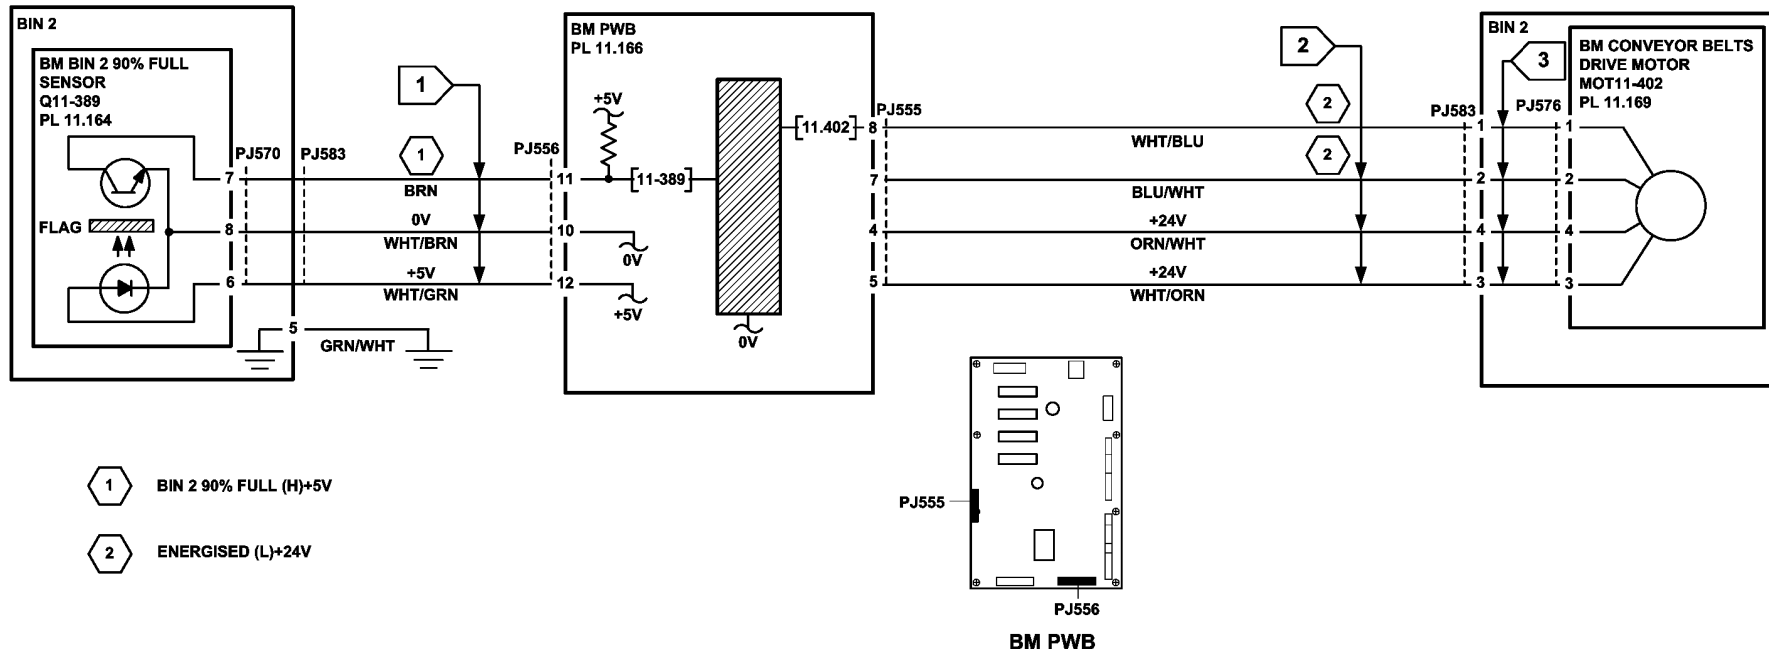 BIN 2
BM BIN 2 90% FULL
SENSOR
Q11-389
PL 11.164
FLAG
7
8
6
5
PJ570
PJ583
GRN/WHT
1
1
BRN
0V
WHT/BRN
+5V
WHT/GRN
PJ556
BM PWB
PL 11.166
11
10
12
+5V
11-389
0V
+5V
0V
11.402
8
7
4
5
PJ555
WHT/BLU
BLU/WHT
+24V
ORN/WHT
+24V
WHT/ORN
2
2
2
BIN 2
PJ583
1
2
4
3
3
PJ576
1
2
4
3
BM CONVEYOR BELTS
DRIVE MOTOR
MOT11-402
PL 11.169
1 BIN 2 90% FULL (H)+5V
2 ENERGISED (L)+24V
PJ555
PJ556
BM PWB